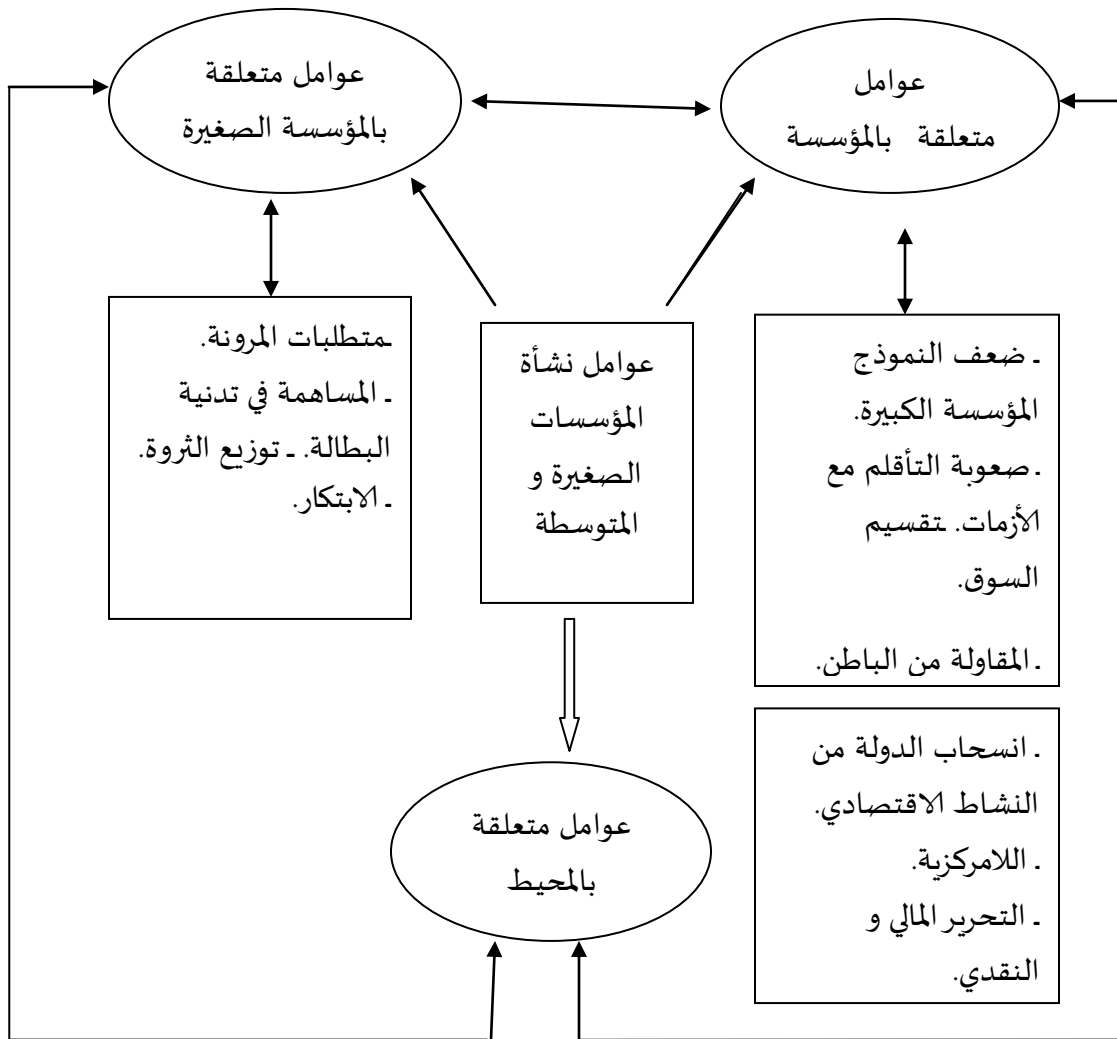 عوامل
متعلقة بالمؤسسة
عوامل متعلقة
بالمؤسسة الصغيرة
ـ ضعف النموذج
المؤسسة الكبيرة.
ـ صعوبة التأقلم مع
الأزمات. ـتقسيم
السوق.
ـ المقاولة من الباطن.
عوامل نشأة
المؤسسات
الصغيرة و
المتوسطة
ـمتطلبات المرونة.
ـ المساهمة في تدنية
البطالة. ـ توزيع الثروة.
ـ الابتكار.
ـ انسحاب الدولة من
النشاط الاقتصادي.
ـ اللامركزية.
ـ التحرير المالي و
النقدي.
عوامل متعلقة
بالمحيط